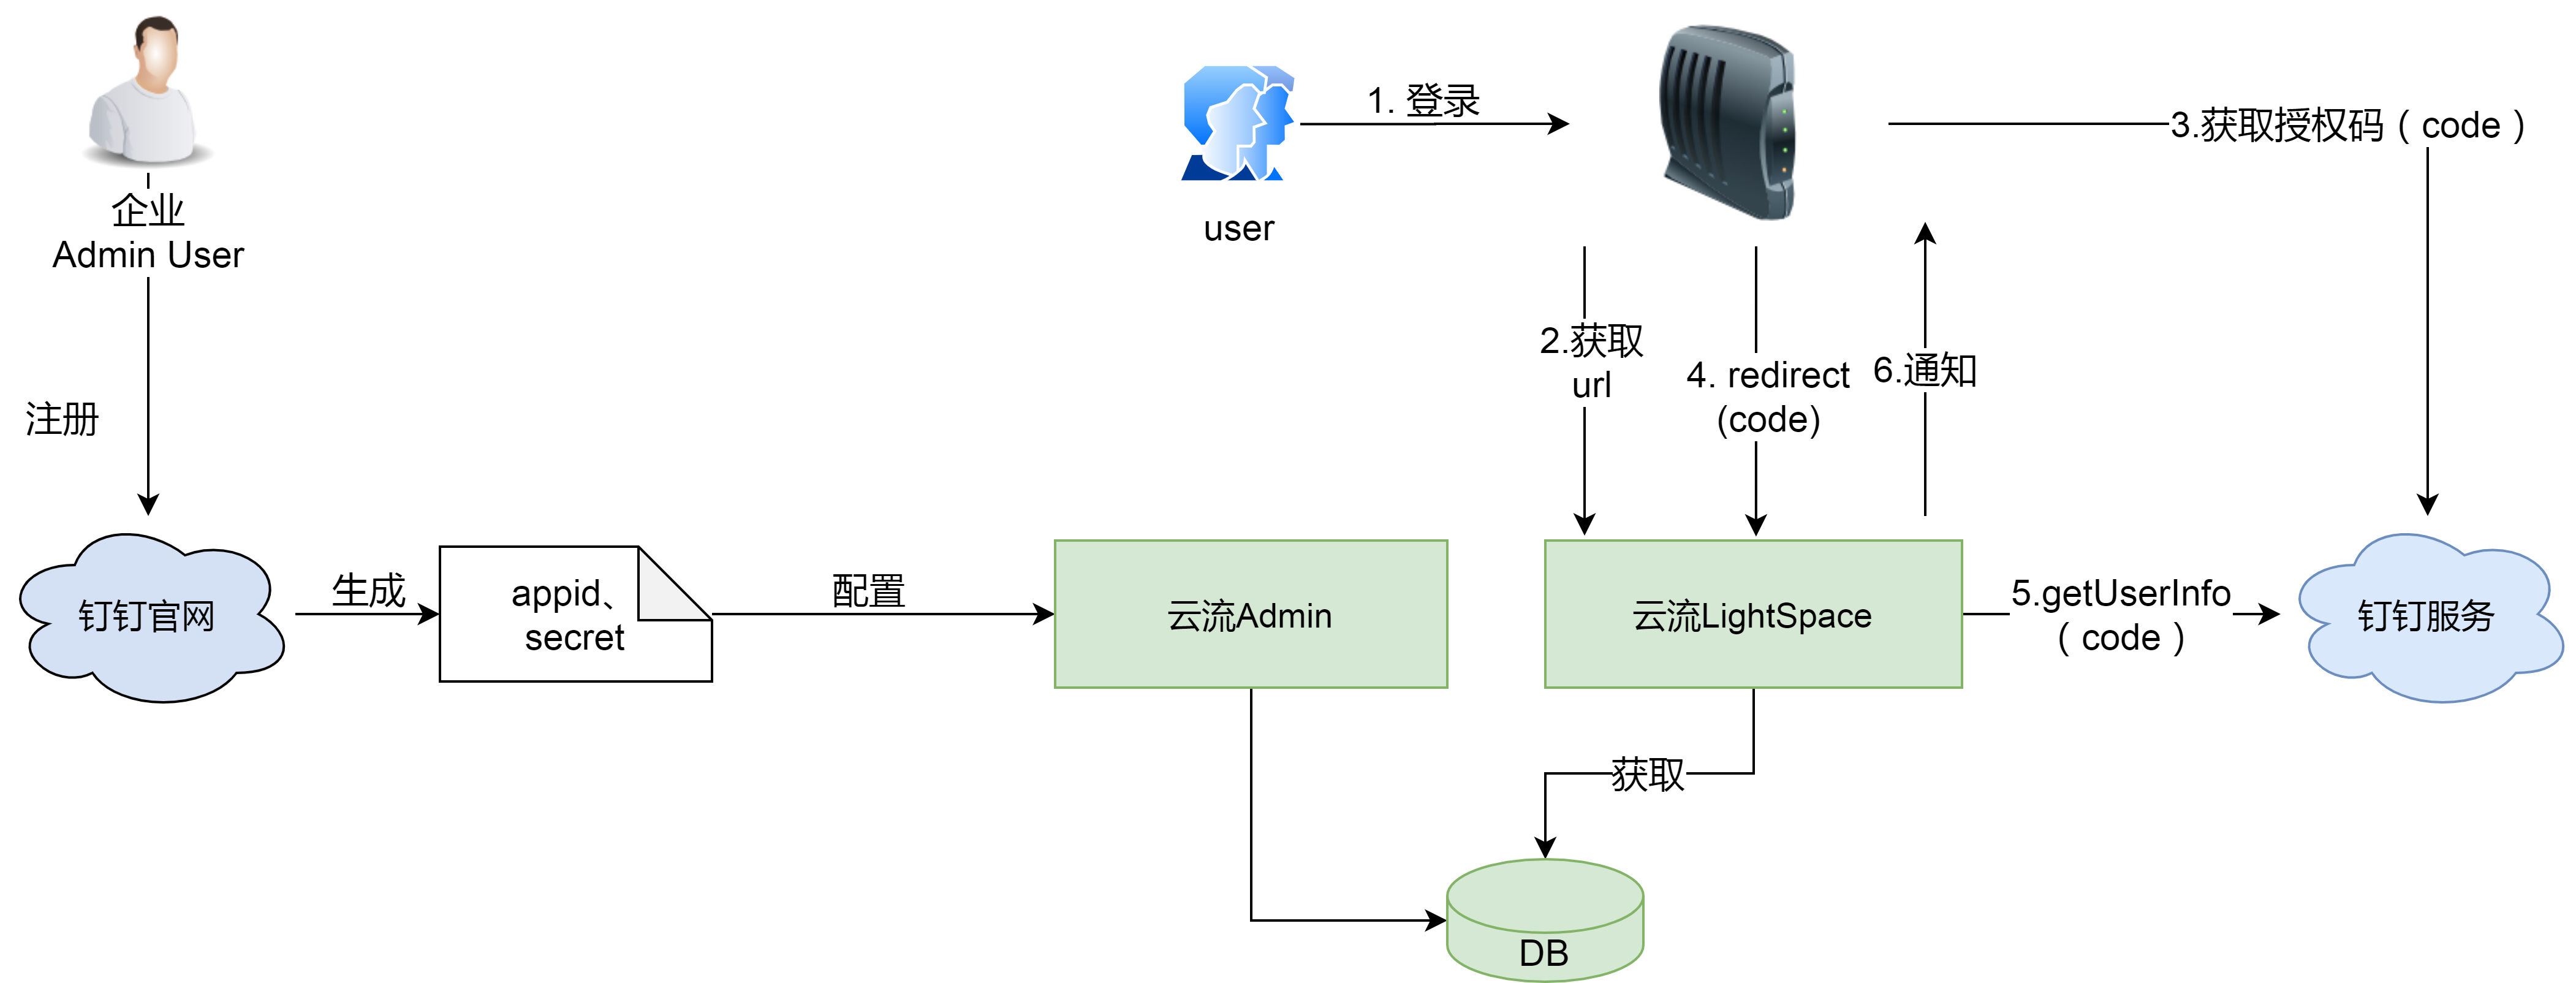 企业
Admin User
注册
钉钉官网
生成
appid、
secret
配置
云流Admin
user
1. 登录
2.获取
url
3.获取授权码（code）
4. redirect
(code)
6.通知
云流LightSpace
5.getUserInfo
（code）
钉钉服务
获取
DB